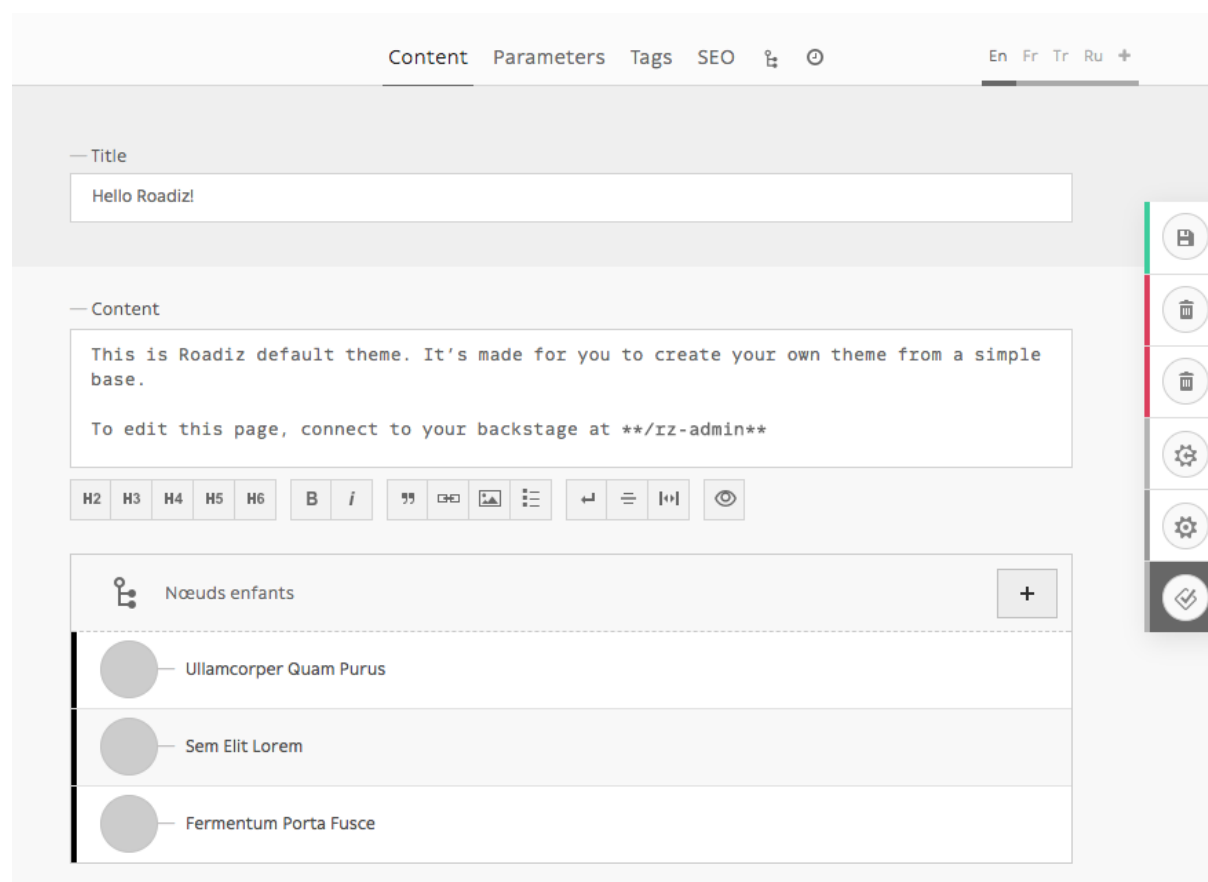 Content Parameters Tags SEO En Fr Tr Ru +
— Title
Hello Roadiz!
— Content
This is Roadiz default theme. It's made for you to create your own theme from a simple
base.
To edit this page, connect to your backstage at **/rz-admin**
H2 H3 H4 H5 H6 B i
Nœuds enfants +
Ullamcorper Quam Purus
Sem Elit Lorem
Fermentum Porta Fusce